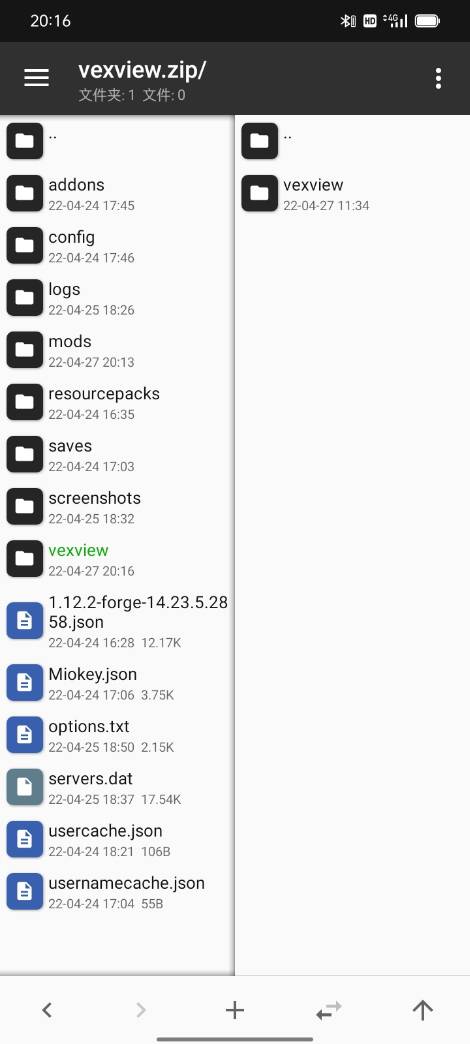 20:16
HD 4G
vexview.zip/
文件夹: 1 文件: 0
..
addons
22-04-24 17:45
config
22-04-24 17:46
logs
22-04-25 18:26
mods
22-04-27 20:13
resourcepacks
22-04-24 16:35
saves
22-04-24 17:03
screenshots
22-04-25 18:32
vexview
22-04-27 20:16
1.12.2-forge-14.23.5.28
58.json
22-04-24 16:28 12.17K
Miokey.json
22-04-24 17:06 3.75K
options.txt
22-04-25 18:50 2.15K
servers.dat
22-04-25 18:37 17.54K
usercache.json
22-04-24 18:21 106B
usernamecache.json
22-04-24 17:04 55B
..
vexview
22-04-27 11:34